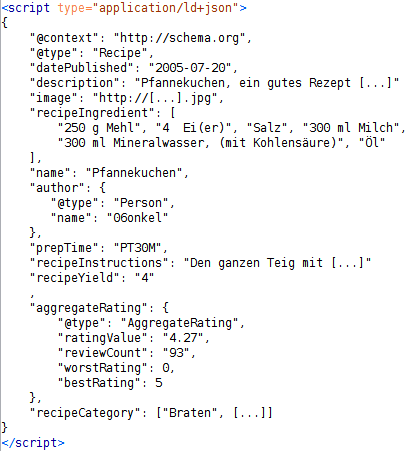 <script type="application/ld+json">
{
    "@context": "http://schema.org",
    "@type": "Recipe",
    "datePublished": "2005-07-20",
    "description": "Pfannekuchen, ein gutes Rezept [...]"
    "image": "http://[...].jpg",
    "recipeIngredient": [
        "250 g Mehl", "4  Ei(er)", "Salz", "300 ml Milch",
        "300 ml Mineralwasser, (mit Kohlensäure)", "Öl"
    ],
    "name": "Pfannekuchen",
    "author": {
       "@type": "Person",
       "name": "06onkel"
    },
    "prepTime": "PT30M",
    "recipeInstructions": "Den ganzen Teig mit [...]"
    "recipeYield": "4"
    ,
    "aggregateRating": {
        "@type": "AggregateRating",
        "ratingValue": "4.27",
        "reviewCount": "93",
        "worstRating": 0,
        "bestRating": 5
    },
    "recipeCategory": ["Braten", [...]]
}
</script>